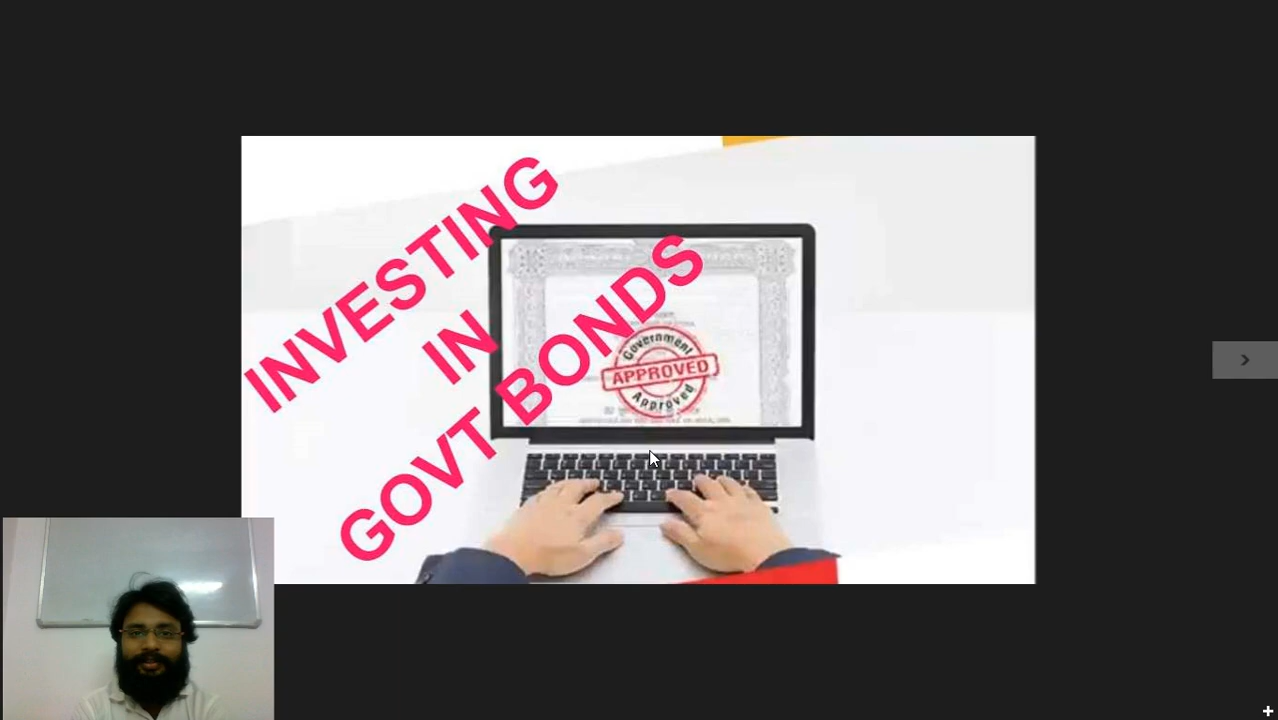 INVESTING
IN
GOVT BONDS
Government
APPROVED
Approved